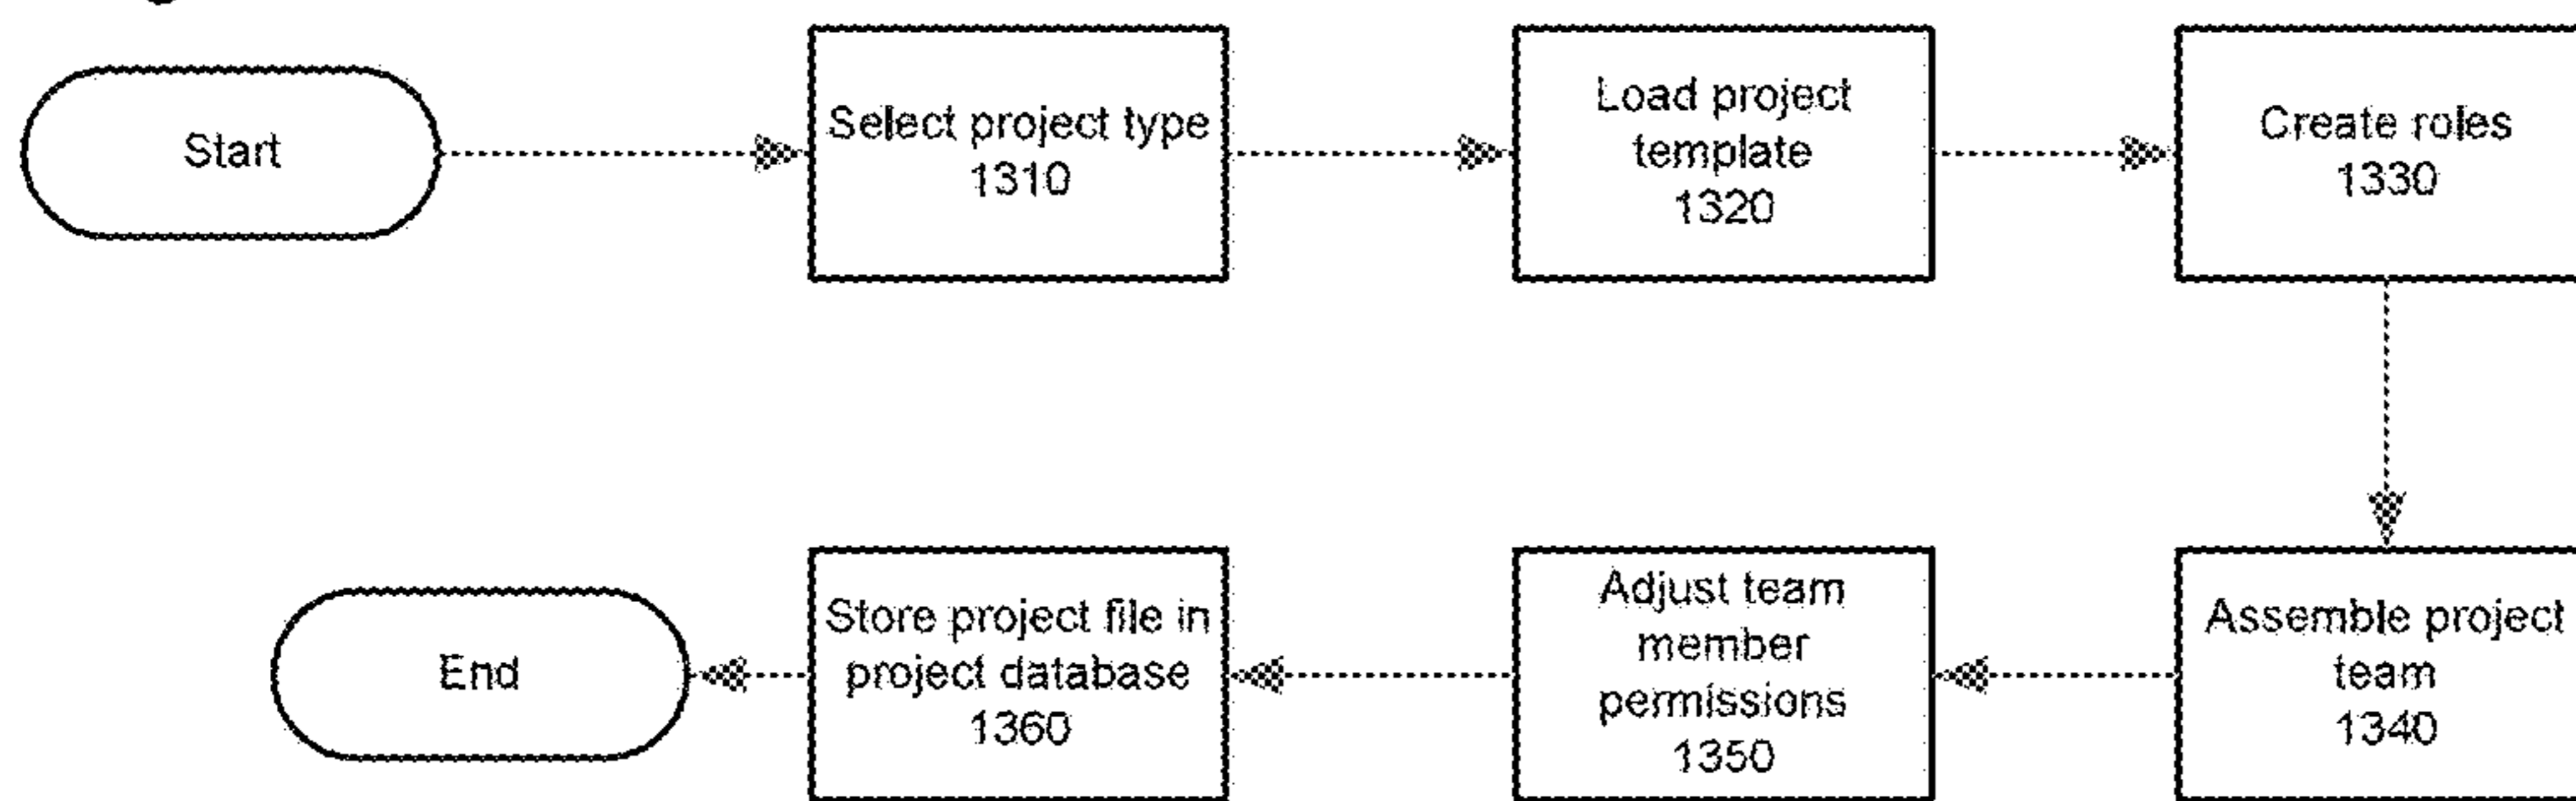 Start
Select project type
1310
Load project
template
1320
Create roles
1330
Assemble project
team
1340
Adjust team
member
permissions
1350
Store project file in
project database
1360
End